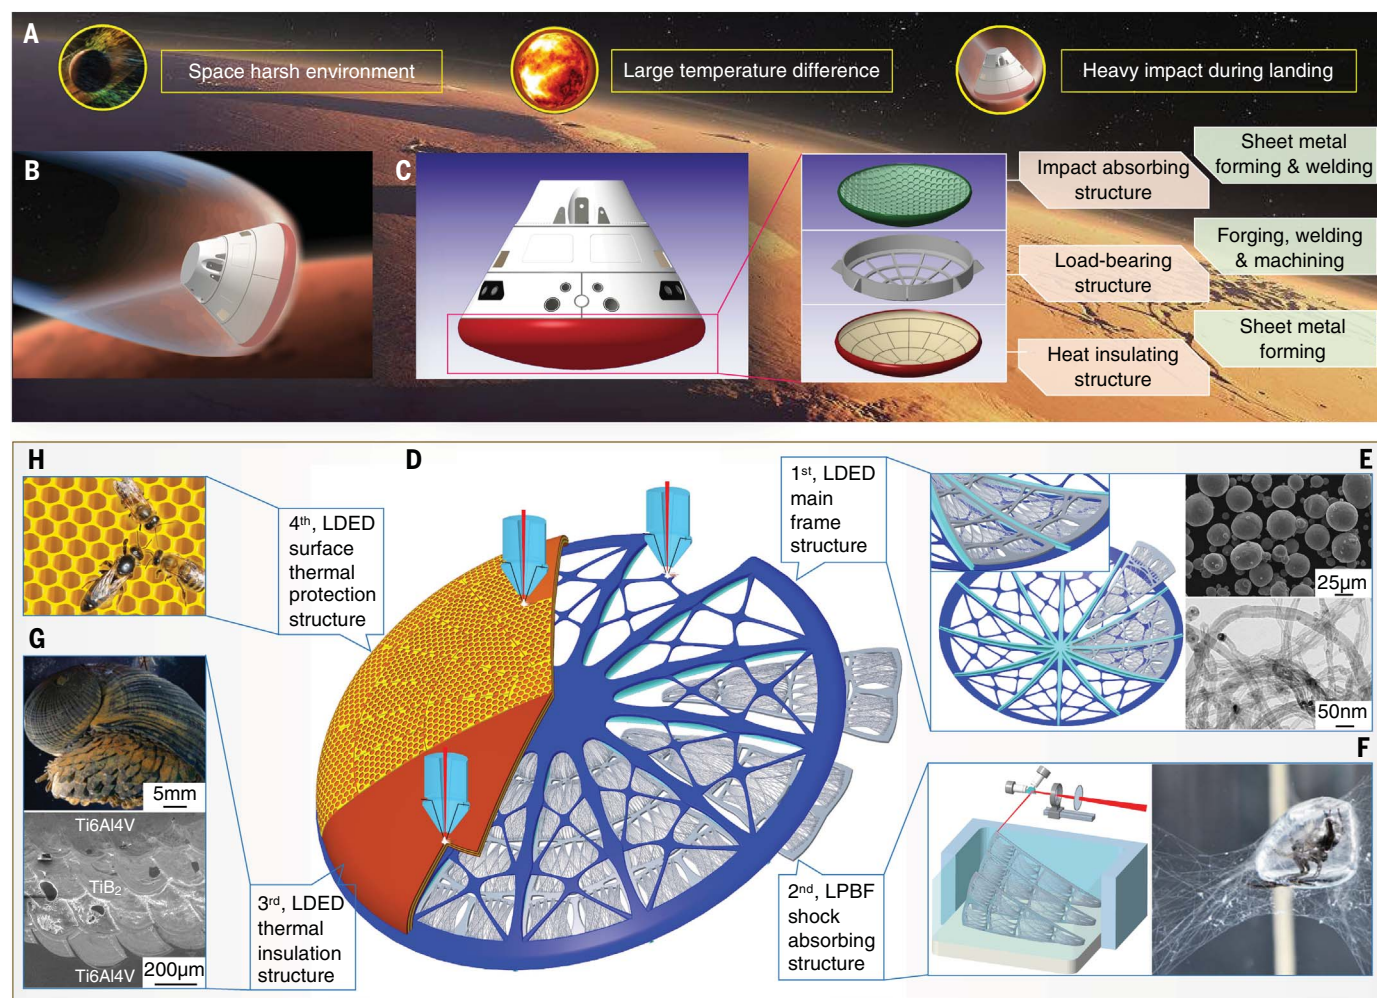 A
Space harsh environment
Large temperature difference
Heavy impact during landing
B
C
Impact absorbing
structure
Sheet metal
forming & welding
Load-bearing
structure
Forging, welding
& machining
Heat insulating
structure
Sheet metal
forming
H
D
E
4th, LDED
surface
thermal
protection
structure
1st, LDED
main
frame
structure
25µm
50nm
G
5mm
Ti6Al4V
TiB2
Ti6Al4V
200µm
3rd, LDED
thermal
insulation
structure
2nd, LPBF
shock
absorbing
structure
F